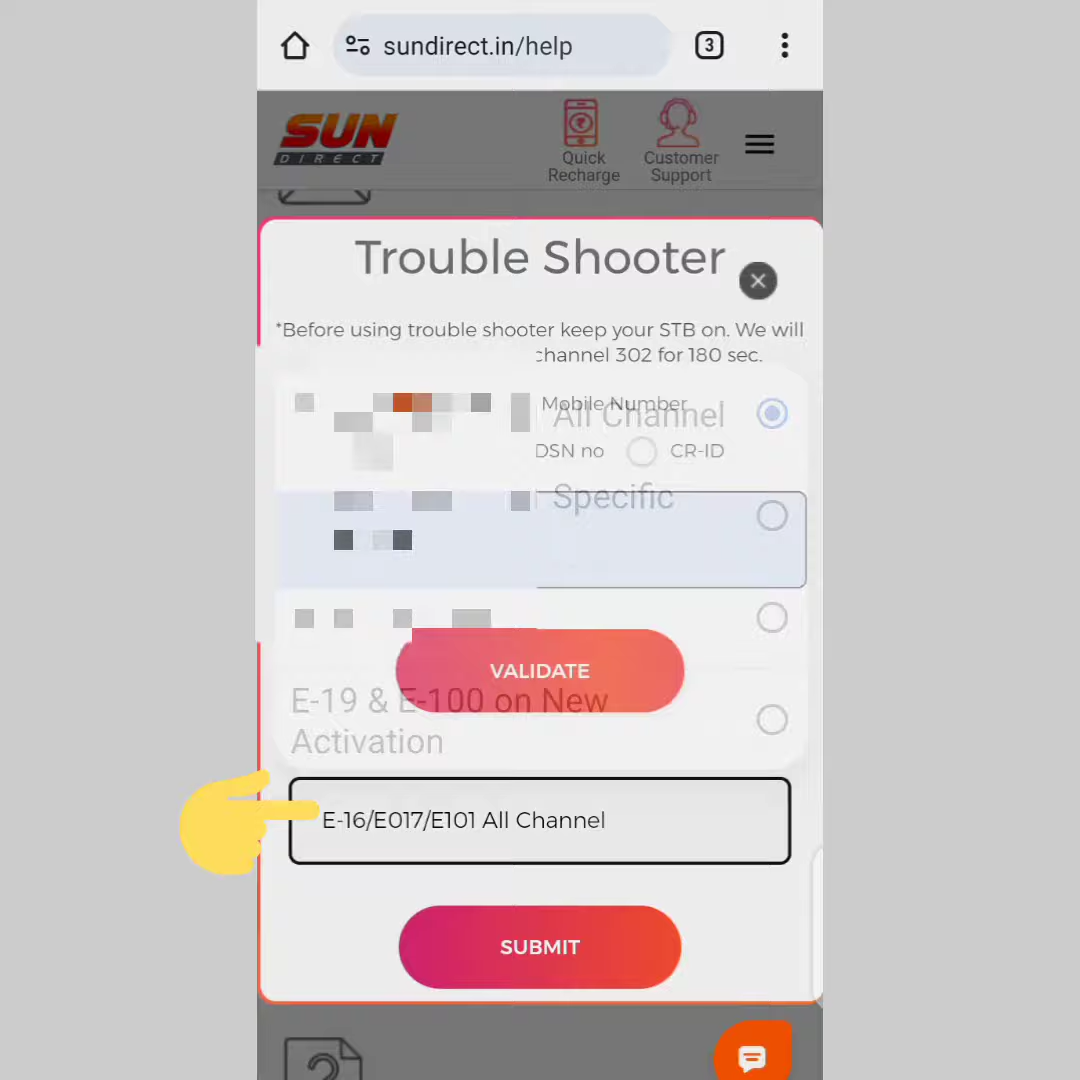 sundirect.in/help
3
SUN
DIRECT
Quick
Recharge
Customer
Support
Trouble Shooter
*Before using trouble shooter keep your STB on. We will
channel 302 for 180 sec.
Mobile Number
All Channel
DSN no
CR-ID
Specific
VALIDATE
E-19 & E-100 on New
Activation
E-16/E017/E101 All Channel
SUBMIT